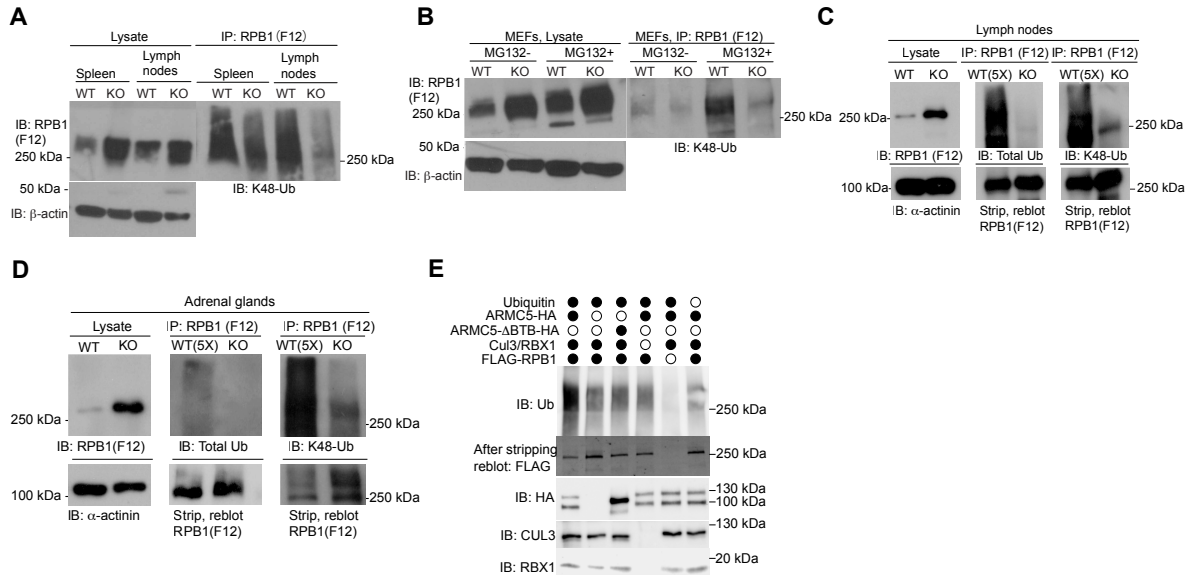 A
Lysate
IP: RPB1 (F12)
Spleen
Lymph nodes
Spleen
Lymph nodes
WT KO WT KO WT KO WT KO
IB: RPB1 (F12)
250 kDa
250 kDa
IB: K48-Ub
50 kDa
IB: β-actin
B
MEFs, Lysate
MEFs, IP: RPB1 (F12)
MG132- MG132+ MG132- MG132+
WT KO WT KO WT KO WT KO
IB: RPB1 (F12)
250 kDa
250 kDa
IB: K48-Ub
50 kDa
IB: β-actin
C
Lymph nodes
Lysate
IP: RPB1 (F12)
IP: RPB1 (F12)
WT KO WT(5X) KO WT(5X) KO
250 kDa
250 kDa
IB: RPB1 (F12)
IB: Total Ub
IB: K48-Ub
100 kDa
250 kDa
IB: α-actinin
Strip, reblot
RPB1(F12)
Strip, reblot
RPB1(F12)
D
Adrenal glands
Lysate
IP: RPB1 (F12)
IP: RPB1 (F12)
WT KO WT(5X) KO WT(5X) KO
250 kDa
250 kDa
IB: RPB1(F12)
IB: Total Ub
IB: K48-Ub
100 kDa
250 kDa
IB: α-actinin
Strip, reblot
RPB1(F12)
Strip, reblot
RPB1(F12)
E
Ubiquitin
ARMC5-HA
ARMC5-ΔBTB-HA
Cul3/RBX1
FLAG-RPB1
IB: Ub
250 kDa
After stripping
reblot: FLAG
250 kDa
IB: HA
130 kDa
100 kDa
130 kDa
IB: CUL3
20 kDa
IB: RBX1